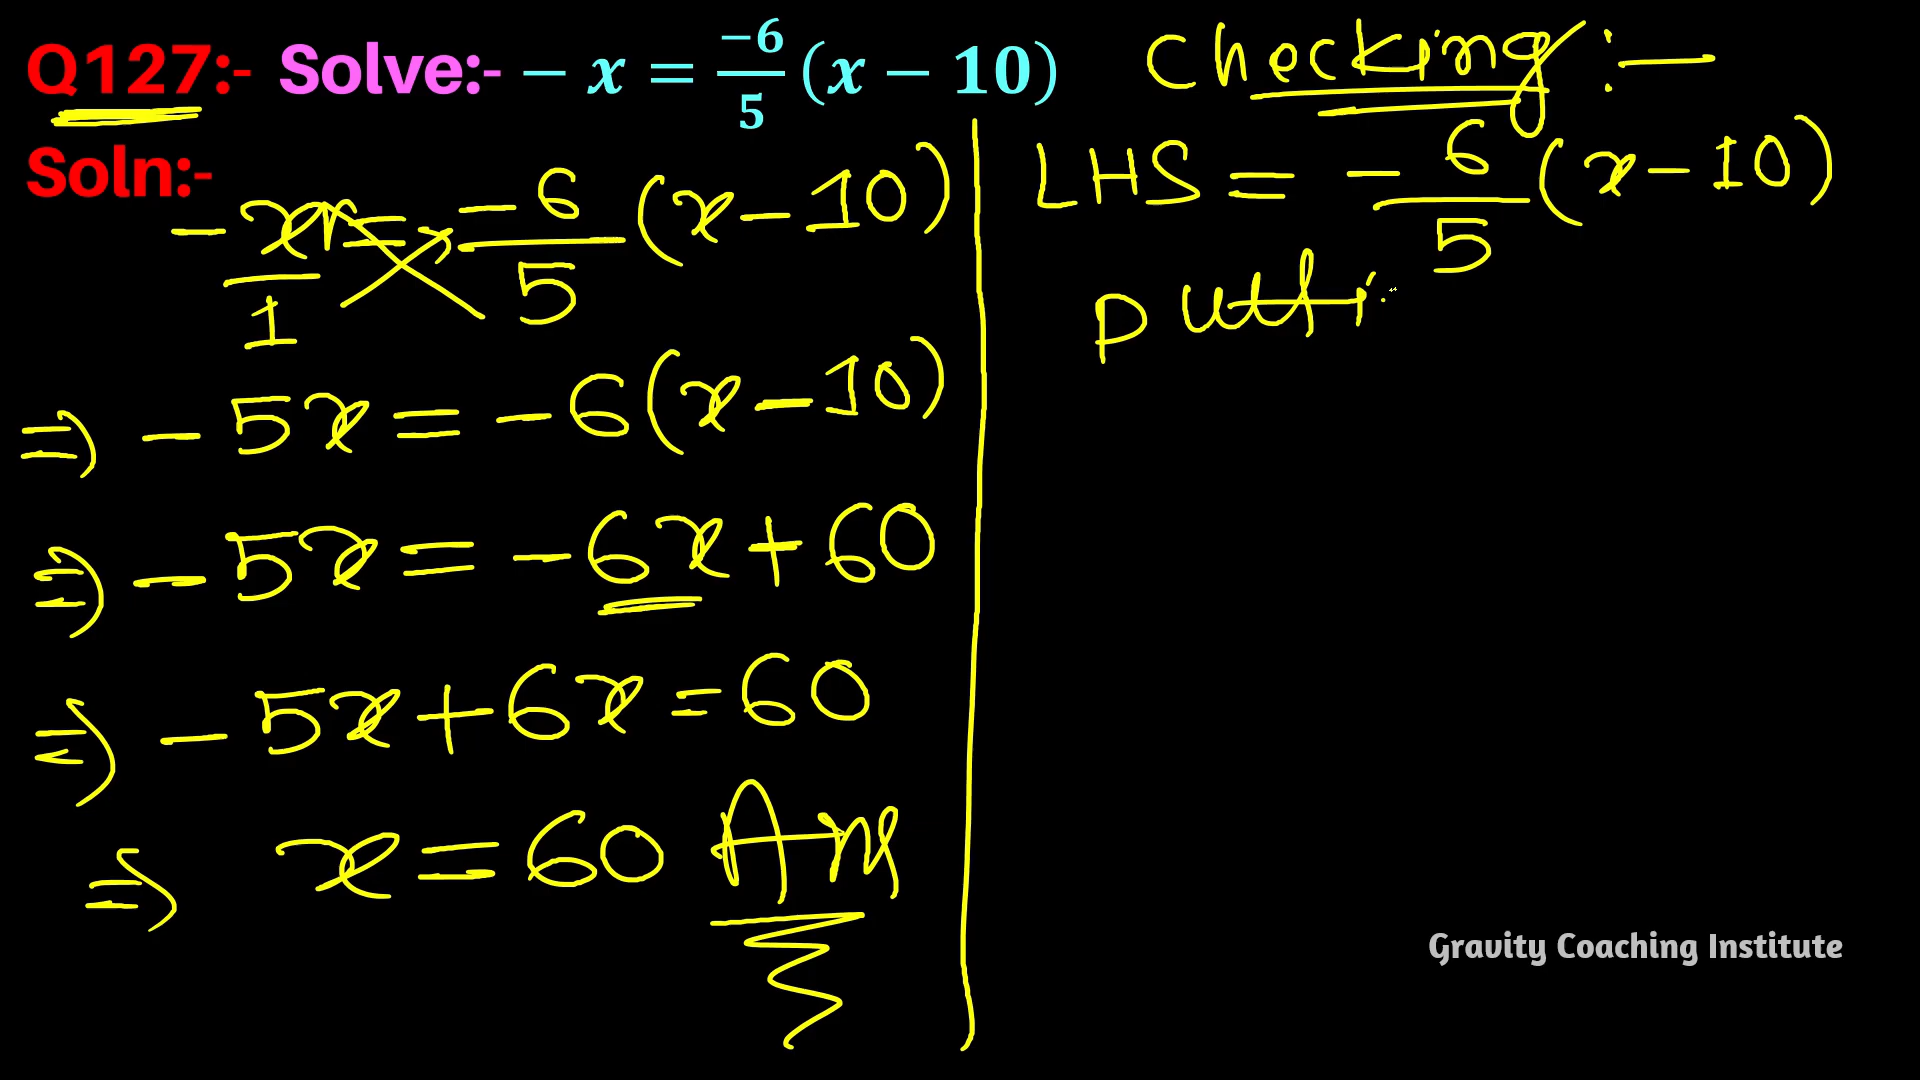 Q127:- Solve:- − x = −6/5 (x − 10)
Soln:-
− x/1 = −6/5 (x − 10)
⇒ − 5x = − 6(x − 10)
⇒ − 5x = − 6x + 60
⇒ − 5x + 6x = 60
⇒ x = 60 Ans
Checking :—
LHS = − 6/5 (x − 10)
putti
Gravity Coaching Institute